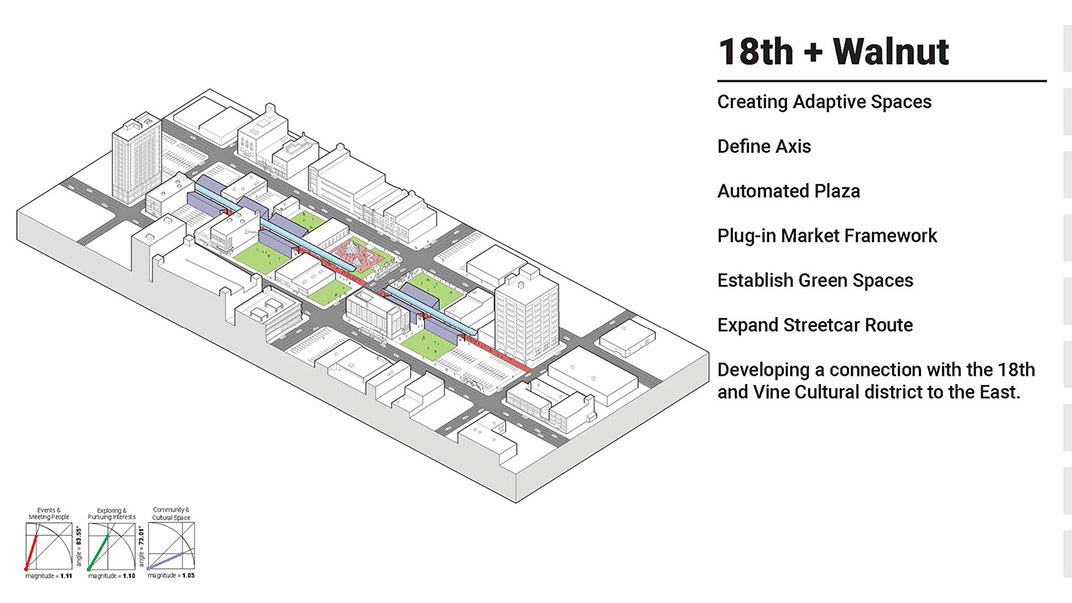 18th + Walnut
Creating Adaptive Spaces
Define Axis
Automated Plaza
Plug-in Market Framework
Establish Green Spaces
Expand Streetcar Route
Developing a connection with the 18th
and Vine Cultural district to the East.
Events &
Meeting People
angle = 83.55°
magnitude = 1.11
Exploring &
Pursuing Interests
angle = 73.01°
magnitude = 1.10
Community &
Cultural Space
magnitude = 1.05